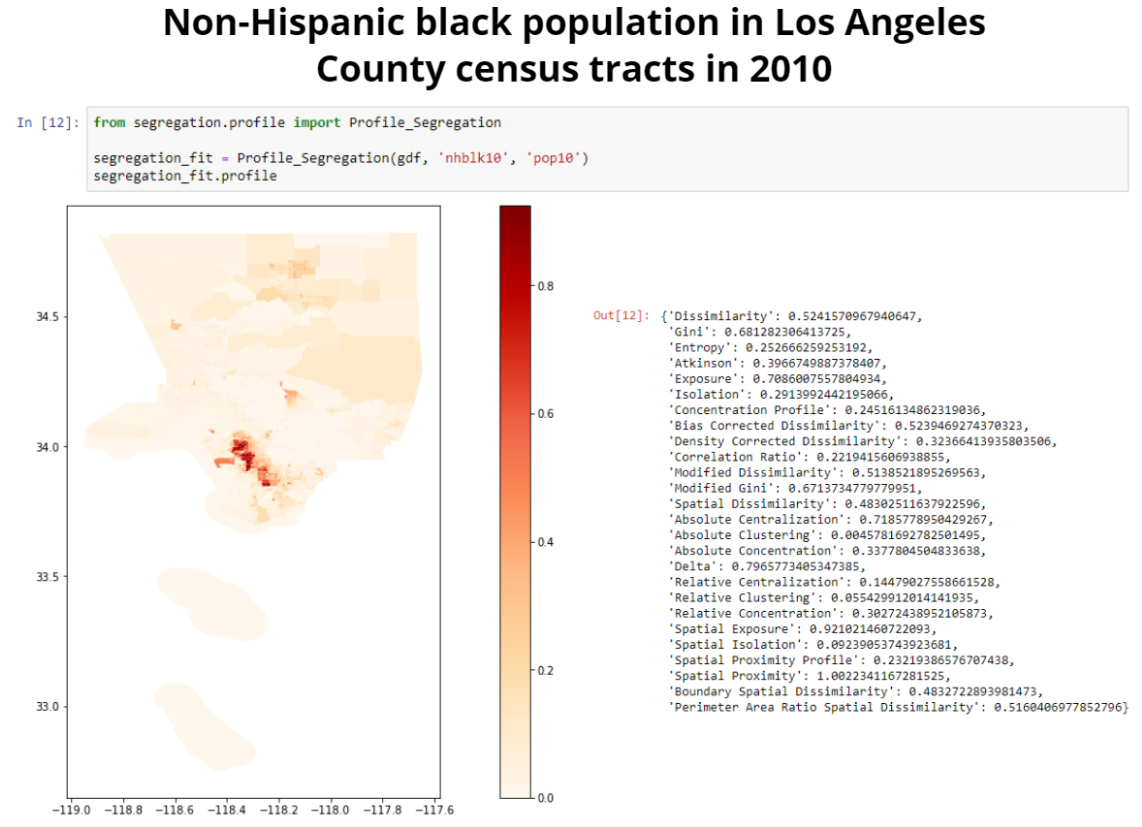 Non-Hispanic black population in Los Angeles
County census tracts in 2010
In [12]: from segregation.profile import Profile_Segregation
segregation_fit = Profile_Segregation(gdf, 'nhblk10', 'pop10')
segregation_fit.profile
34.5
34.0
33.5
33.0
−119.0 −118.8 −118.6 −118.4 −118.2 −118.0 −117.8 −117.6
0.8
0.6
0.4
0.2
0.0
Out[12]: {'Dissimilarity': 0.5241570967940647,
'Gini': 0.681282306413725,
'Entropy': 0.252666259253192,
'Atkinson': 0.3966749887378407,
'Exposure': 0.7086007557804934,
'Isolation': 0.2913992442195066,
'Concentration Profile': 0.24516134862319036,
'Bias Corrected Dissimilarity': 0.5239469274370323,
'Density Corrected Dissimilarity': 0.32366413935803506,
'Correlation Ratio': 0.2219415606938855,
'Modified Dissimilarity': 0.5138521895269563,
'Modified Gini': 0.6713734779779951,
'Spatial Dissimilarity': 0.48302511637922596,
'Absolute Centralization': 0.7185778950429267,
'Absolute Clustering': 0.0045781692782501495,
'Absolute Concentration': 0.3377804504833638,
'Delta': 0.7965773405347385,
'Relative Centralization': 0.14479027558661528,
'Relative Clustering': 0.055429912014141935,
'Relative Concentration': 0.30272438952105873,
'Spatial Exposure': 0.921021460722093,
'Spatial Isolation': 0.09239053743923681,
'Spatial Proximity Profile': 0.23219386576707438,
'Spatial Proximity': 1.0022341167281525,
'Boundary Spatial Dissimilarity': 0.4832722893981473,
'Perimeter Area Ratio Spatial Dissimilarity': 0.5160406977852796}